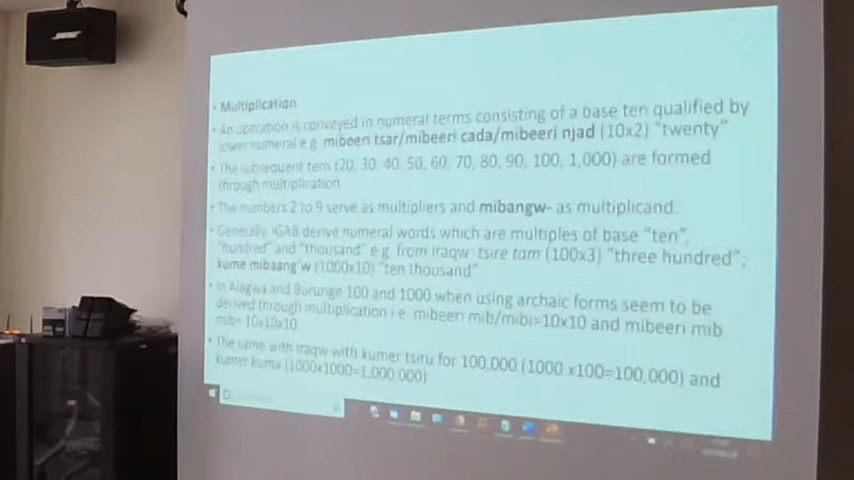 BOSE
• Multiplication
• An operation is conveyed in numeral terms consisting of a base ten qualified by
lower numeral e.g. mibeeri tsar/mibeeri cada/mibeeri njad (10x2) "twenty"
• The subsequent tens (20, 30, 40, 50, 60, 70, 80, 90, 100, 1,000) are formed
through multiplication
• The numbers 2 to 9 serve as multipliers and mibangw- as multiplicand.
• Generally, IGAB derive numeral words which are multiples of base "ten",
"hundred" and "thousand" e.g. from Iraqw: tsire tam (100x3) "three hundred";
kume mibaang'w (1000x10) "ten thousand"
• In Alagwa and Burunge 100 and 1000 when using archaic forms seem to be
derived through multiplication i.e. mibeeri mib/mibi=10x10 and mibeeri mib
mib= 10x10x10
• The same with Iraqw with kumer tsiru for 100,000 (1000 x100=100,000) and
kumer kuma (1000x1000=1,000,000)